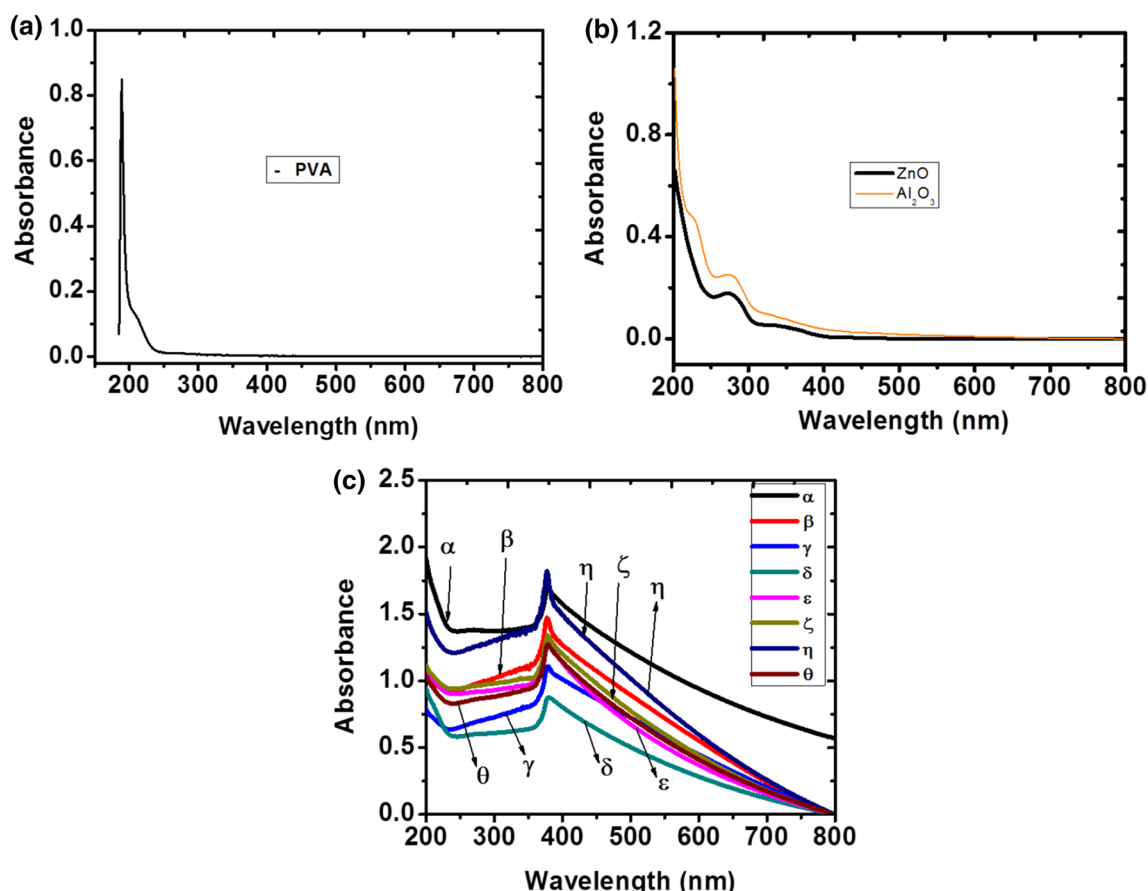 (a)
1.0
0.8
0.6
0.4
0.2
0.0
Absorbance
- PVA
200 300 400 500 600 700 800
Wavelength (nm)
(b)
1.2
0.8
0.4
0.0
Absorbance
ZnO
Al₂O₃
200 300 400 500 600 700 800
Wavelength (nm)
(c)
2.5
2.0
1.5
1.0
0.5
0.0
Absorbance
α
β
η
ζ
η
θ
γ
δ
ε
α
β
γ
δ
ε
ζ
η
θ
200 300 400 500 600 700 800
Wavelength (nm)